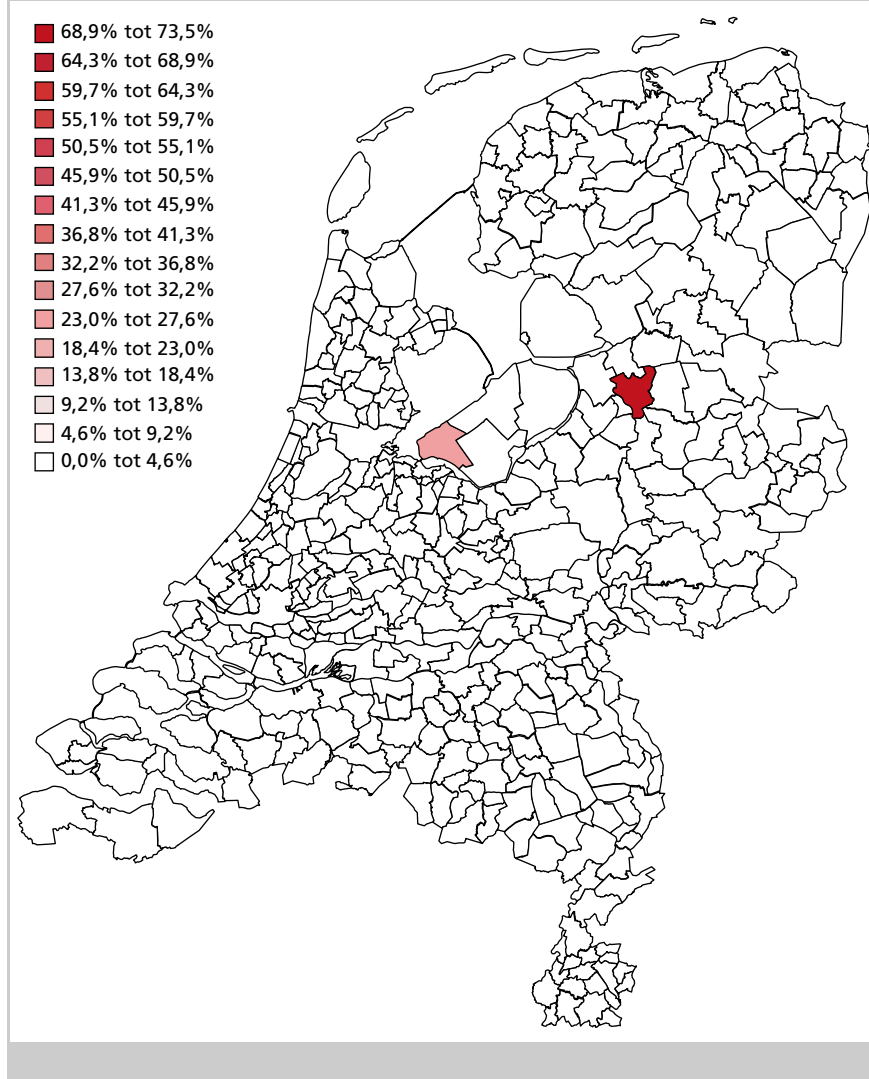 68,9% tot 73,5%
64,3% tot 68,9%
59,7% tot 64,3%
55,1% tot 59,7%
50,5% tot 55,1%
45,9% tot 50,5%
41,3% tot 45,9%
36,8% tot 41,3%
32,2% tot 36,8%
27,6% tot 32,2%
23,0% tot 27,6%
18,4% tot 23,0%
13,8% tot 18,4%
9,2% tot 13,8%
4,6% tot 9,2%
0,0% tot 4,6%